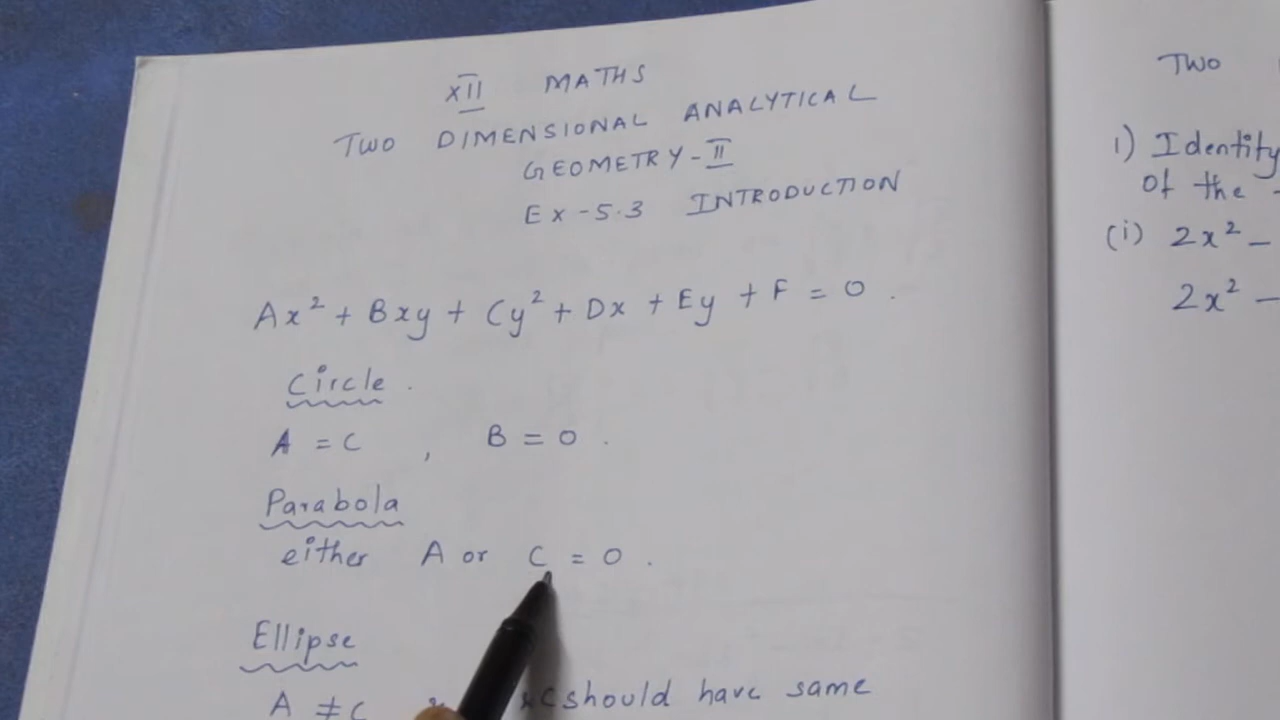 XII MATHS
TWO DIMENSIONAL ANALYTICAL
GEOMETRY-II
Ex-5.3 INTRODUCTION
Ax² + Bxy + Cy² + Dx + Ey + F = 0 .
Circle .
A = C , B = 0 .
Parabola
either A or C = 0 .
Ellipse
A ≠ C C should have same
TWO
1) Identify
of the
(i) 2x² -
2x² -